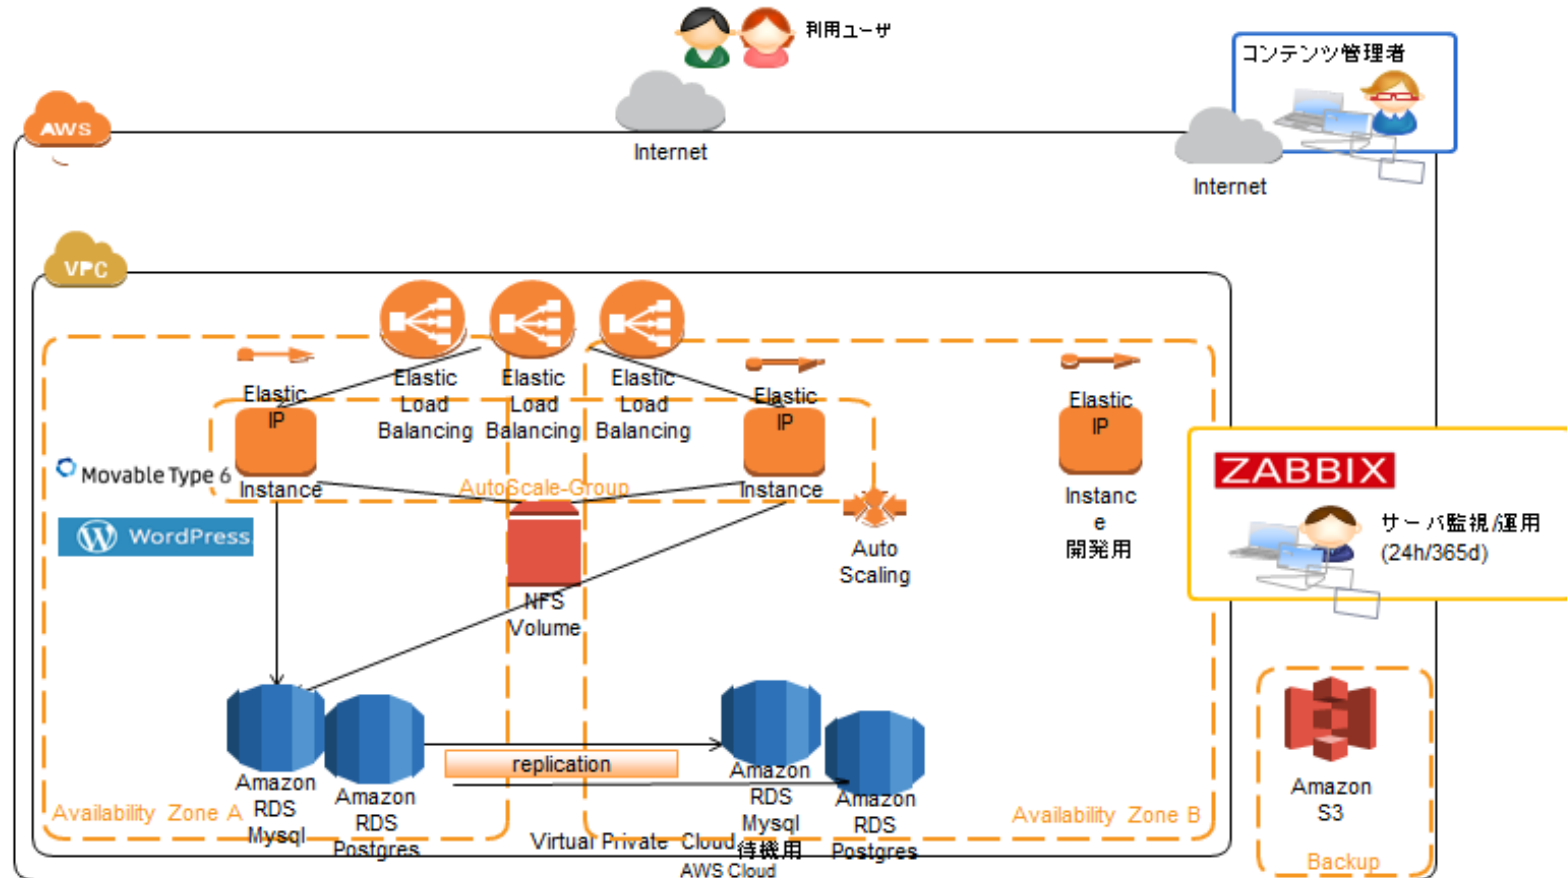 利用ユーザ
コンテンツ管理者
AWS
Internet
Internet
VPC
Elastic
IP
Elastic
Load
Balancing
Elastic
Load
Balancing
Elastic
Load
Balancing
Elastic
IP
Elastic
IP
Movable Type 6
Instance
AutoScale-Group
Instance
Instanc
e
開発用
ZABBIX
サーバ監視/運用
(24h/365d)
WordPress.
Auto
Scaling
NFS
Volume
replication
Amazon
RDS
Mysql
Amazon
RDS
Postgres
Amazon
RDS
Mysql
待機用
Amazon
RDS
Postgres
Amazon
S3
Availability Zone A
Availability Zone B
Virtual Private Cloud
AWS Cloud
Backup